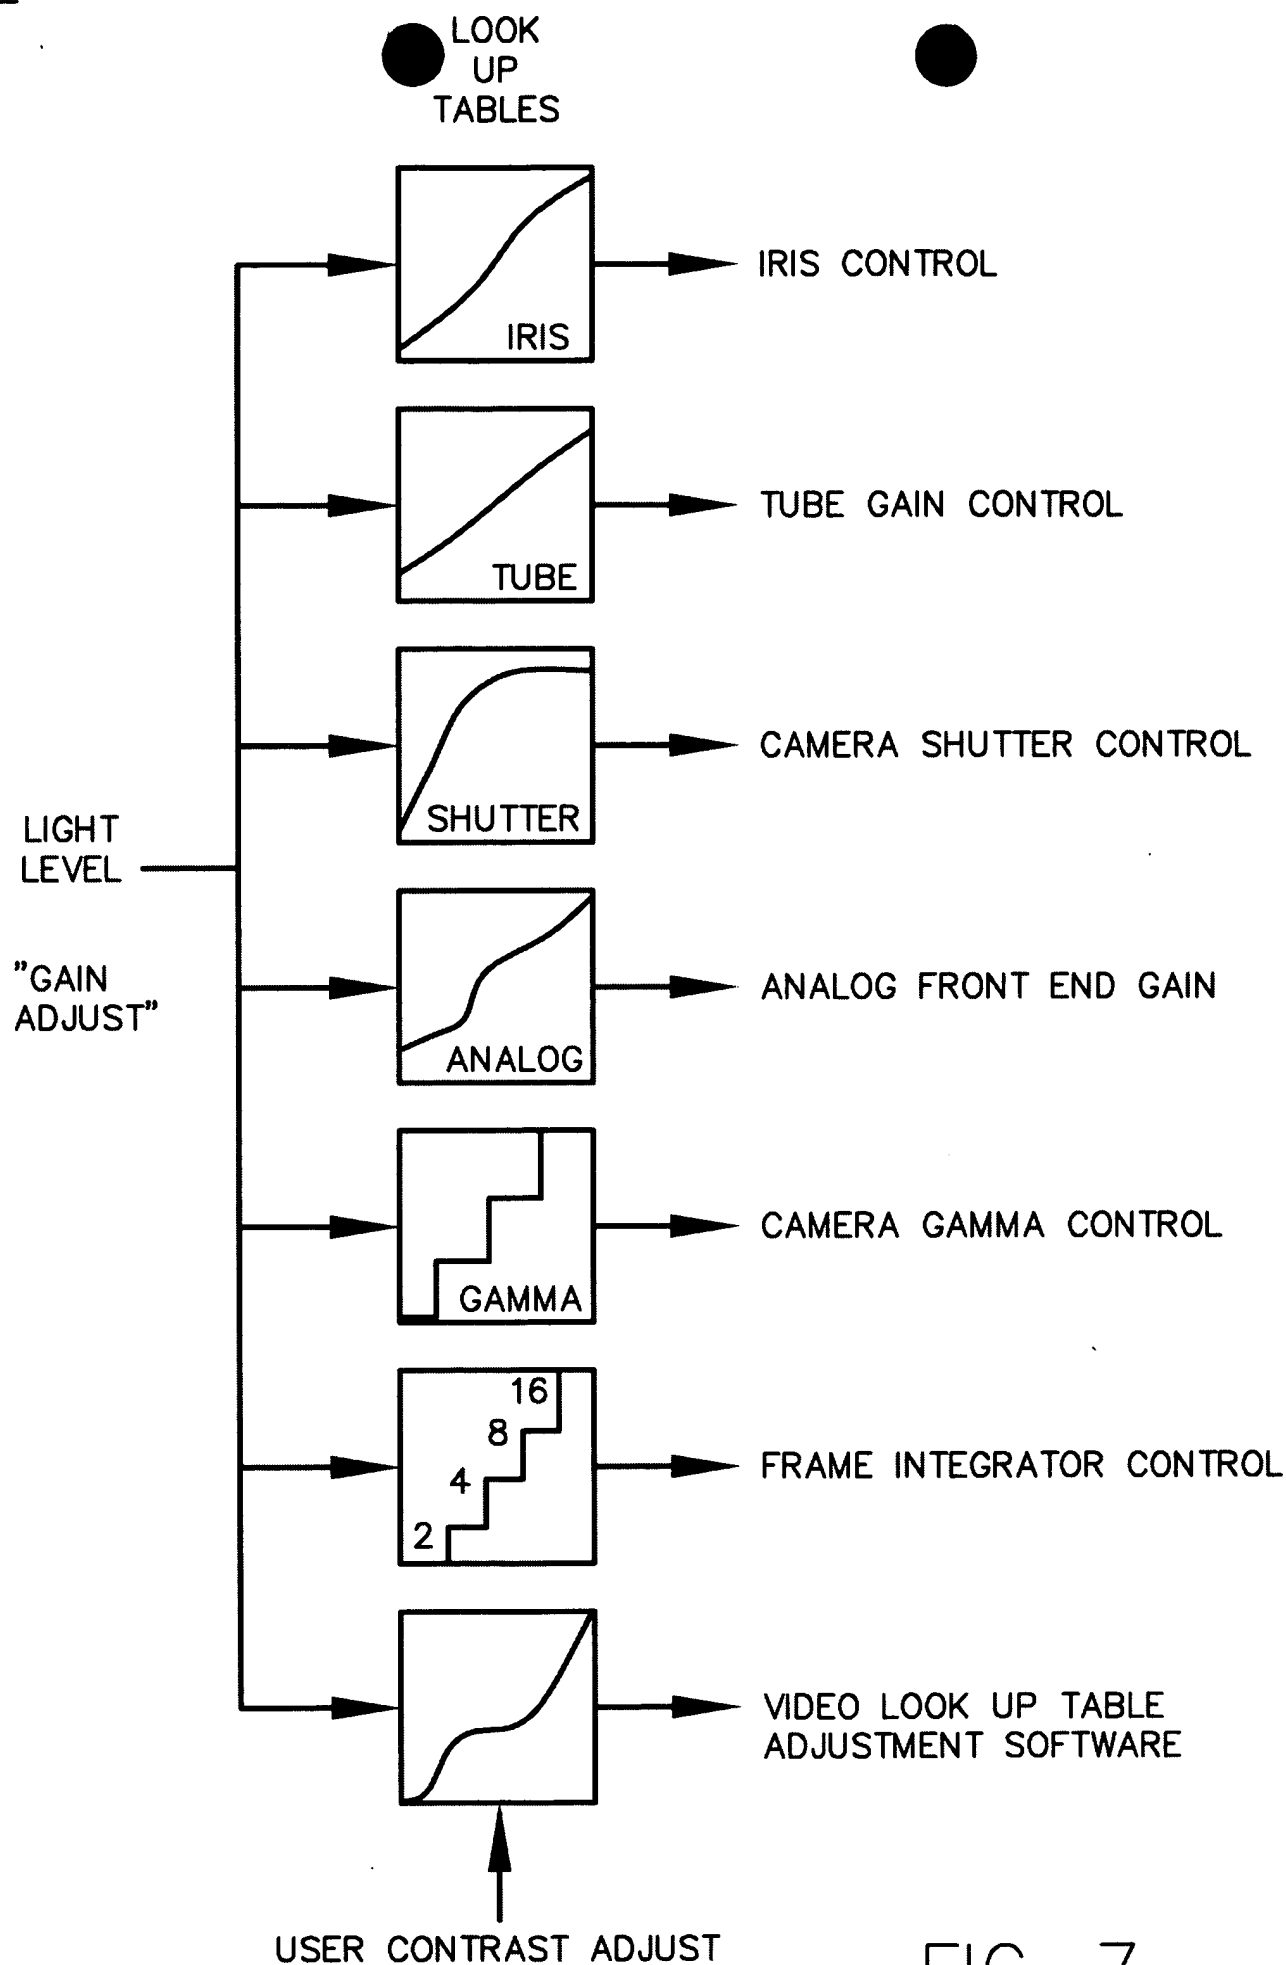 LOOK
UP
TABLES
IRIS
IRIS CONTROL
TUBE
TUBE GAIN CONTROL
SHUTTER
CAMERA SHUTTER CONTROL
LIGHT
LEVEL
"GAIN
ADJUST"
ANALOG
ANALOG FRONT END GAIN
GAMMA
CAMERA GAMMA CONTROL
16
8
4
2
FRAME INTEGRATOR CONTROL
VIDEO LOOK UP TABLE
ADJUSTMENT SOFTWARE
USER CONTRAST ADJUST
FIG. 7